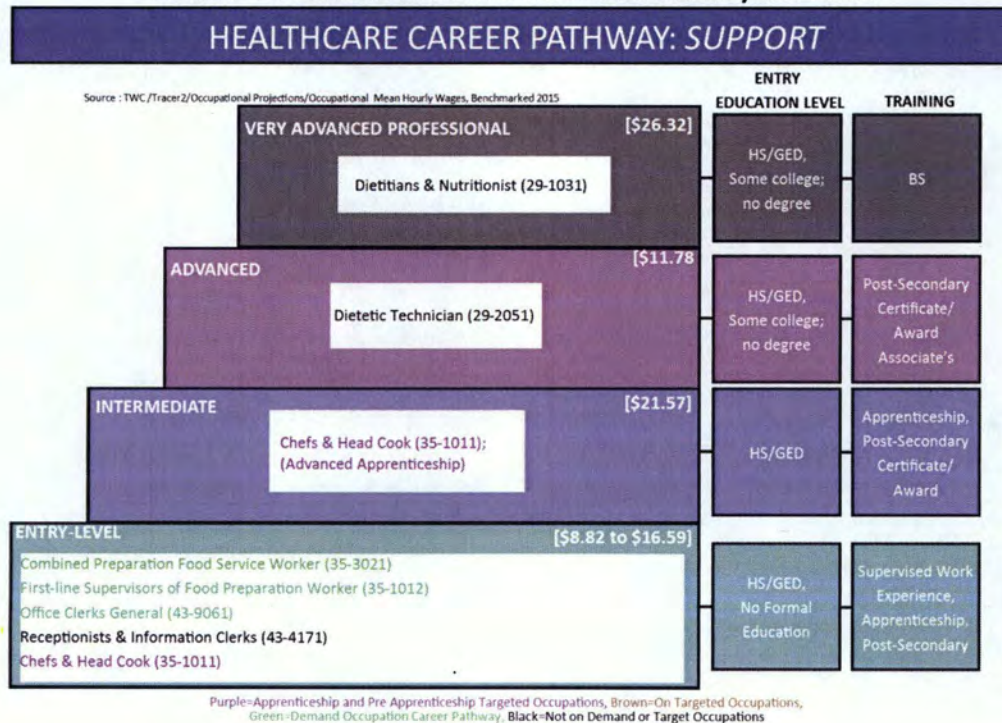 HEALTHCARE CAREER PATHWAY: SUPPORT
Source : TWC /Tracer2/Occupational Projections/Occupational Mean Hourly Wages, Benchmarked 2015
ENTRY
EDUCATION LEVEL
TRAINING
VERY ADVANCED PROFESSIONAL
[$26.32]
Dietitians & Nutritionist (29-1031)
HS/GED,
Some college;
no degree
BS
ADVANCED
[$11.78
Dietetic Technician (29-2051)
HS/GED,
Some college;
no degree
Post-Secondary
Certificate/
Award
Associate's
INTERMEDIATE
[$21.57]
Chefs & Head Cook (35-1011);
(Advanced Apprenticeship)
HS/GED
Apprenticeship,
Post-Secondary
Certificate/
Award
ENTRY-LEVEL
[$8.82 to $16.59]
Combined Preparation Food Service Worker (35-3021)
First-line Supervisors of Food Preparation Worker (35-1012)
Office Clerks General (43-9061)
Receptionists & Information Clerks (43-4171)
Chefs & Head Cook (35-1011)
HS/GED,
No Formal
Education
Supervised Work
Experience,
Apprenticeship,
Post-Secondary
Purple=Apprenticeship and Pre Apprenticeship Targeted Occupations, Brown=On Targeted Occupations,
Green=Demand Occupation Career Pathway, Black=Not on Demand or Target Occupations